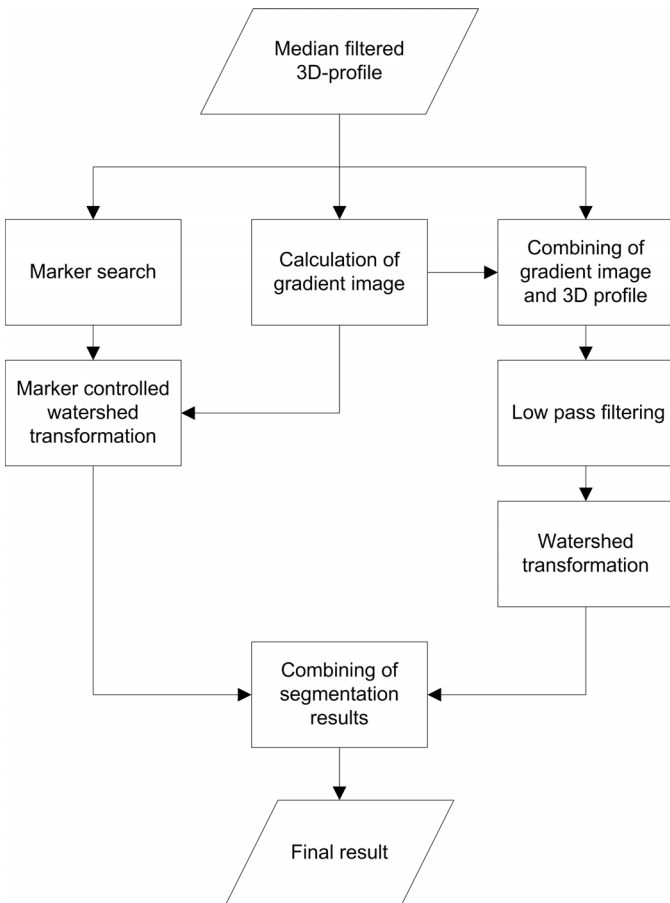 Median filtered
3D-profile
Marker search
Calculation of
gradient image
Combining of
gradient image
and 3D profile
Marker controlled
watershed
transformation
Low pass filtering
Watershed
transformation
Combining of
segmentation
results
Final result